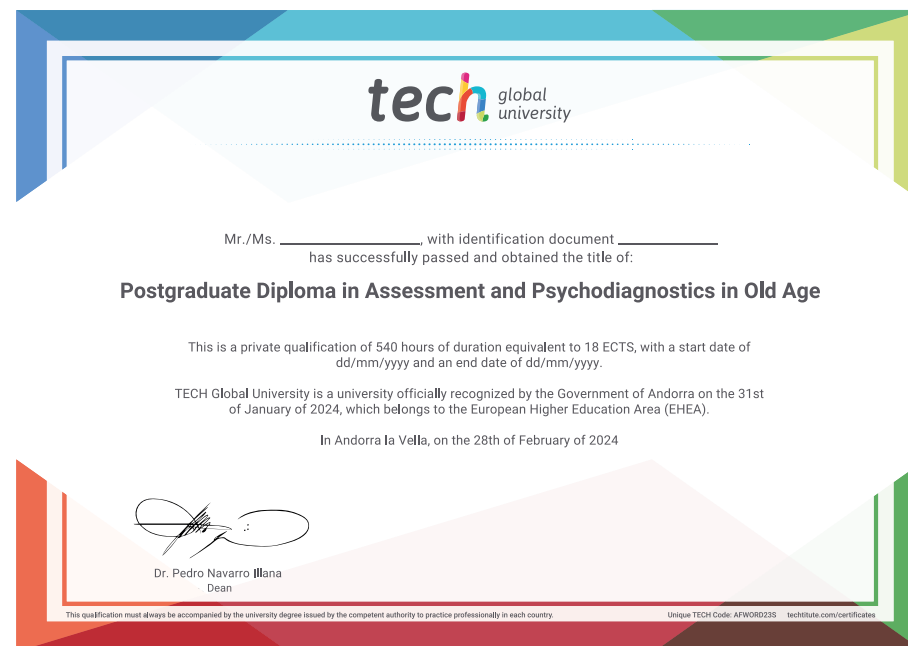 tech global university
Mr./Ms. ____________, with identification document ____________
has successfully passed and obtained the title of:
Postgraduate Diploma in Assessment and Psychodiagnostics in Old Age
This is a private qualification of 540 hours of duration equivalent to 18 ECTS, with a start date of
dd/mm/yyyy and an end date of dd/mm/yyyy.
TECH Global University is a university officially recognized by the Government of Andorra on the 31st
of January of 2024, which belongs to the European Higher Education Area (EHEA).
In Andorra la Vella, on the 28th of February of 2024
Dr. Pedro Navarro Illana
Dean
This qualification must always be accompanied by the university degree issued by the competent authority to practice professionally in each country.
Unique TECH Code: AFWORD23S techtitute.com/certificates